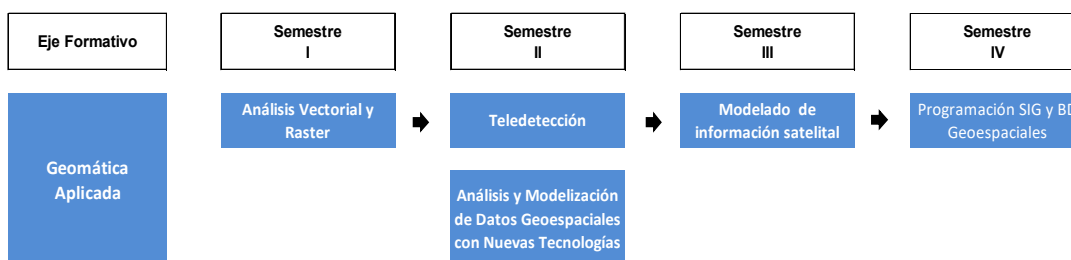 Eje Formativo
Semestre
I
Semestre
II
Semestre
III
Semestre
IV
Geomática
Aplicada
Análisis Vectorial y
Raster
Teledetección
Modelado de
información satelital
Programación SIG y BD
Geoespaciales
Análisis y Modelización
de Datos Geoespaciales
con Nuevas Tecnologías